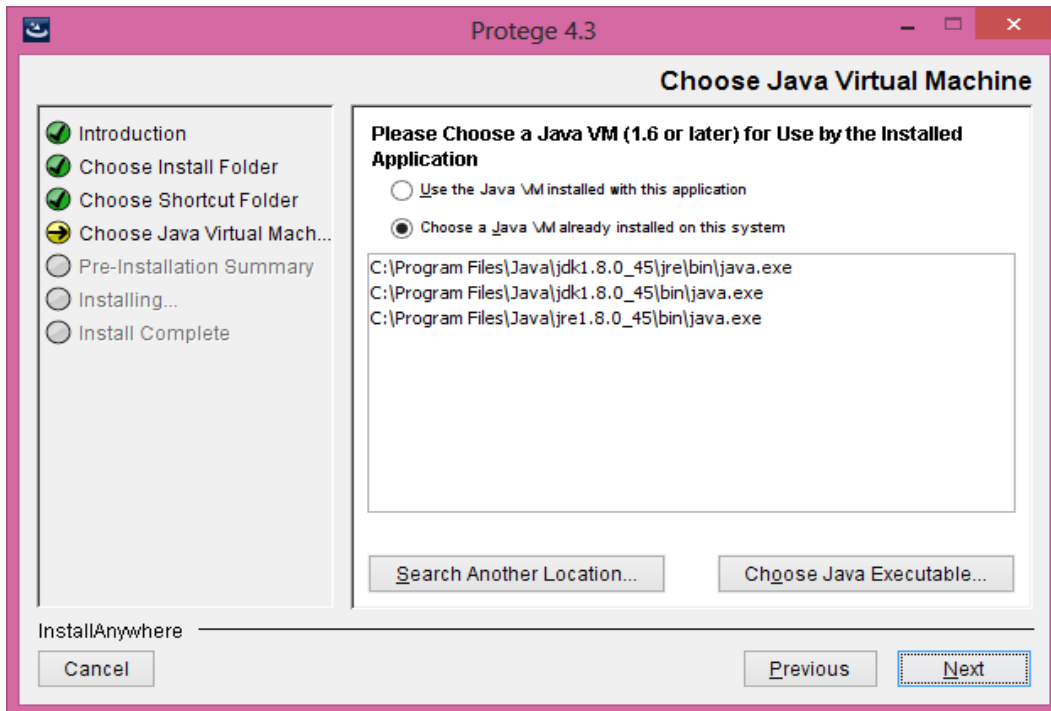 Protege 4.3
Choose Java Virtual Machine
Introduction
Choose Install Folder
Choose Shortcut Folder
Choose Java Virtual Mach...
Pre-Installation Summary
Installing...
Install Complete
Please Choose a Java VM (1.6 or later) for Use by the Installed
Application
Use the Java VM installed with this application
Choose a Java VM already installed on this system
C:\Program Files\Java\jdk1.8.0_45\jre\bin\java.exe
C:\Program Files\Java\jdk1.8.0_45\bin\java.exe
C:\Program Files\Java\jre1.8.0_45\bin\java.exe
Search Another Location...
Choose Java Executable...
InstallAnywhere
Cancel
Previous
Next